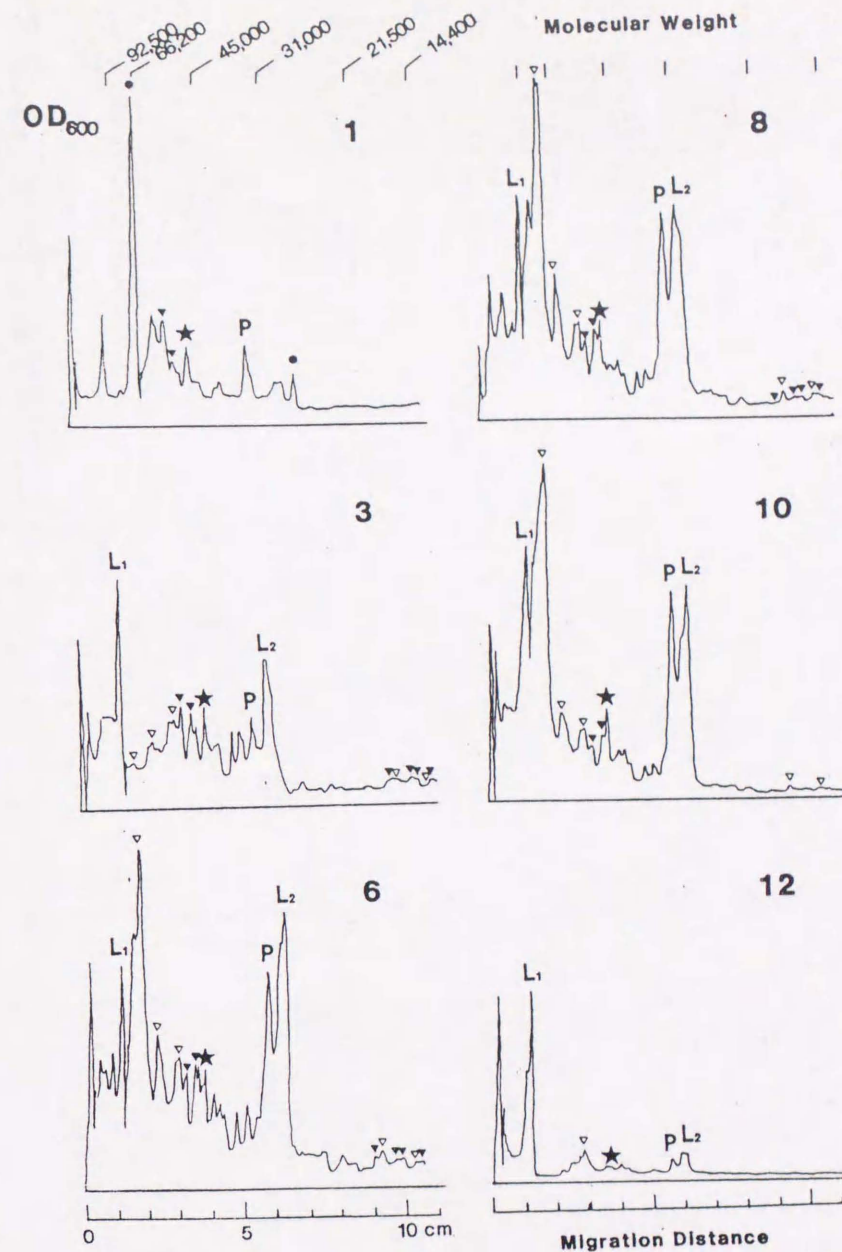 Molecular Weight
92,500 66,200 45,000 31,000 21,500 14,400
OD600
1
P
8
L1 P L2
3
L1 P L2
10
L1 P L2
6
L1 P L2
12
L1 P L2
0 5 10 cm
Migration Distance